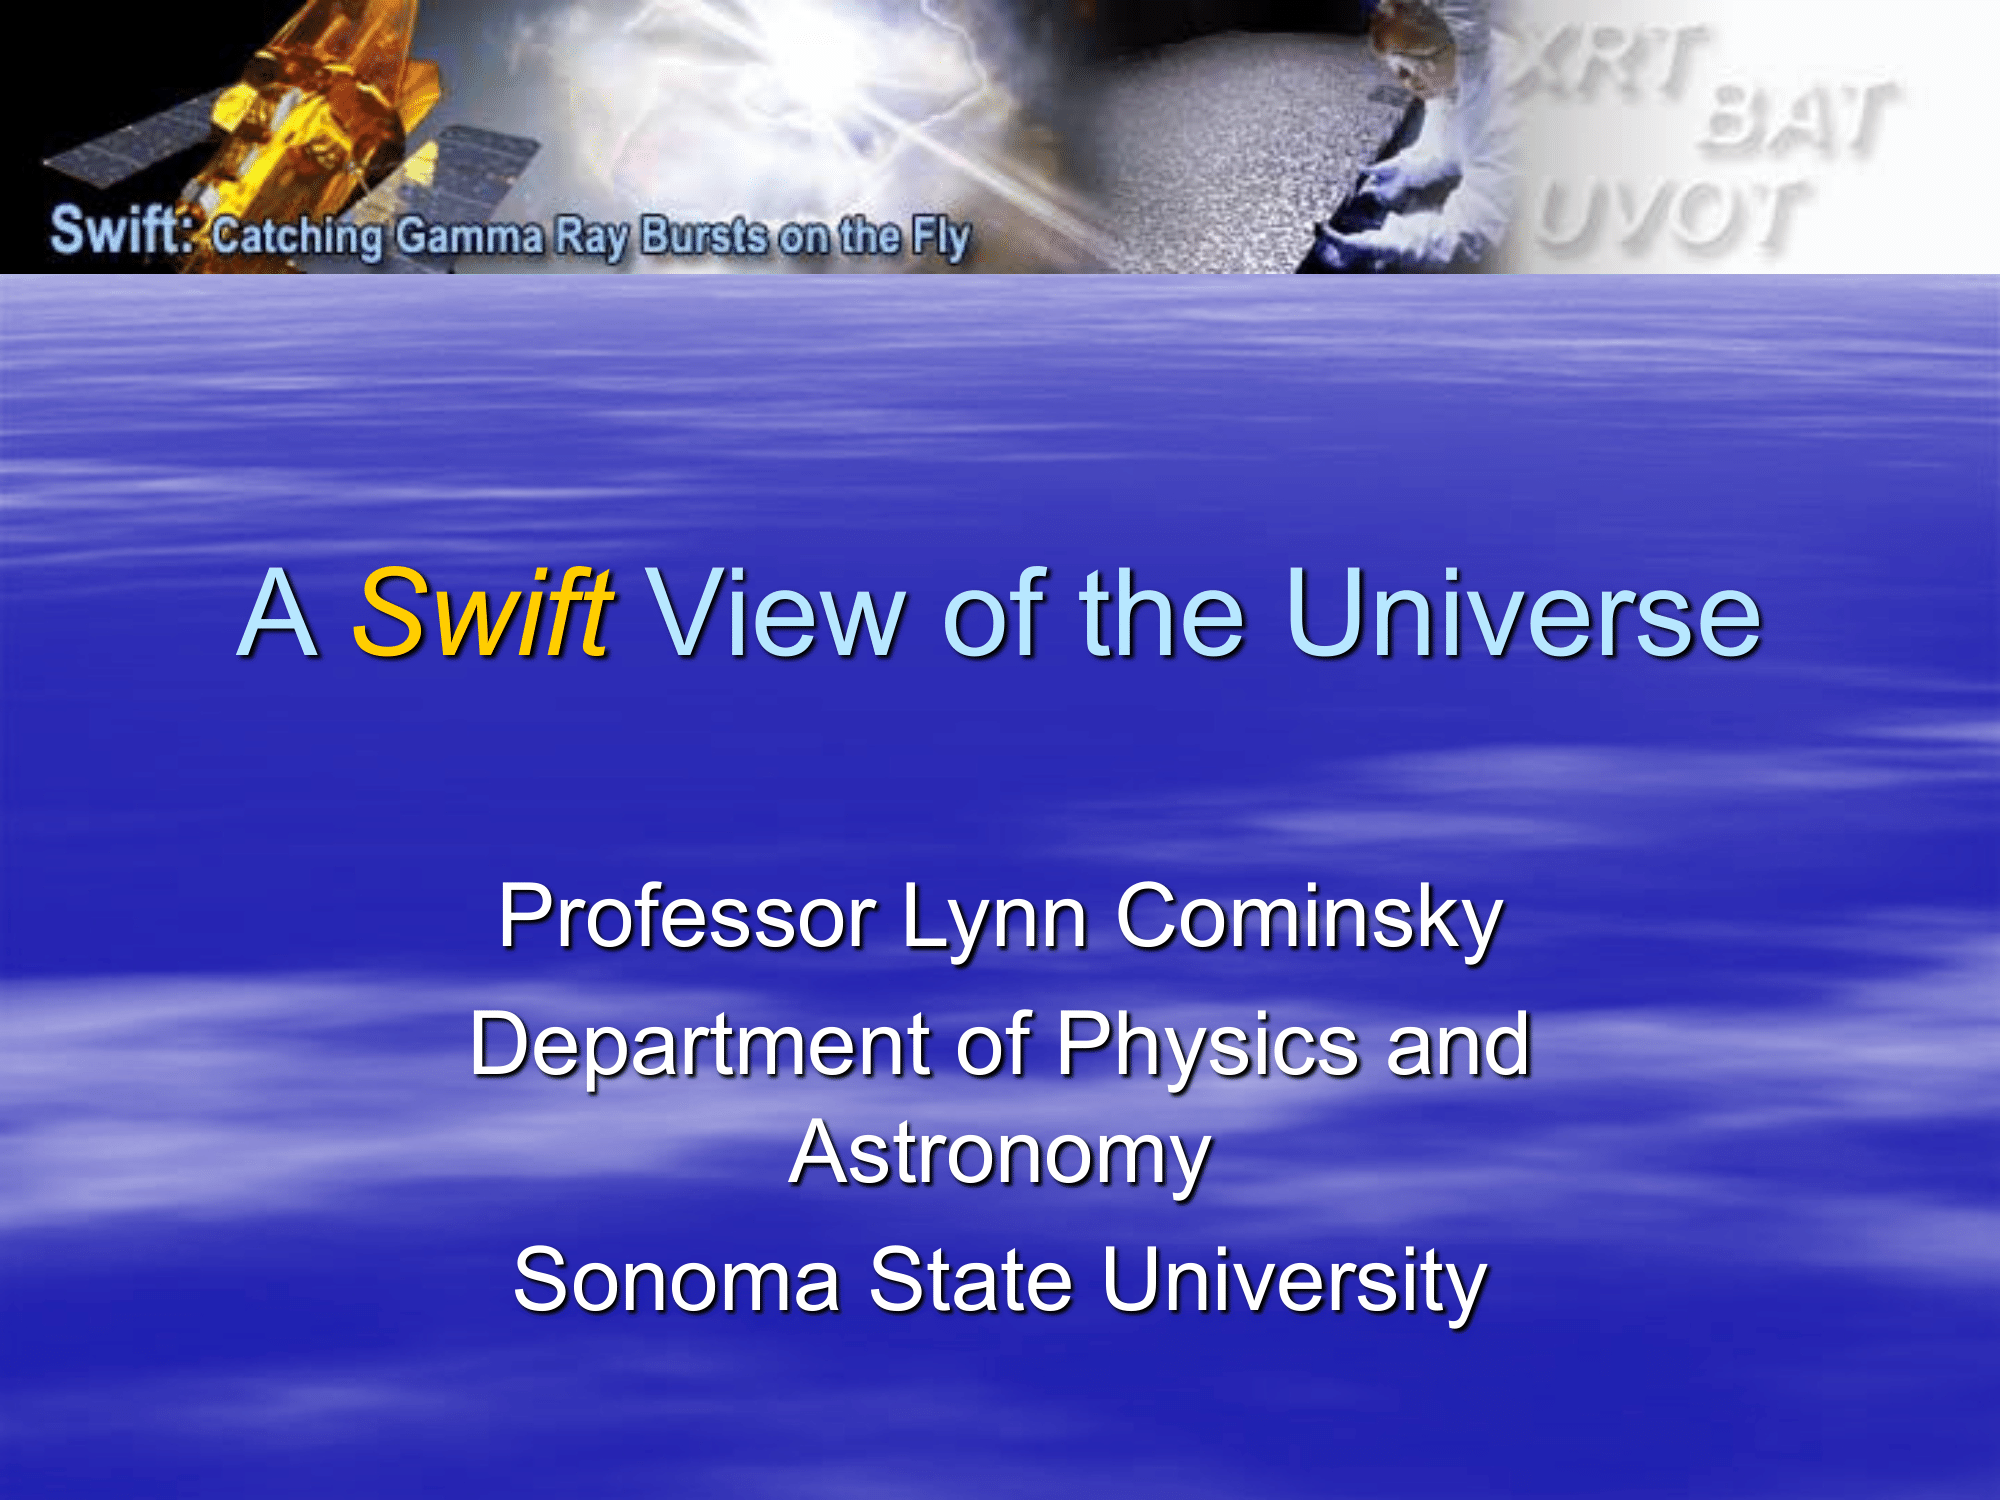 XRT
BAT
UVOT
Swift: Catching Gamma Ray Bursts on the Fly
A Swift View of the Universe
Professor Lynn Cominsky
Department of Physics and
Astronomy
Sonoma State University